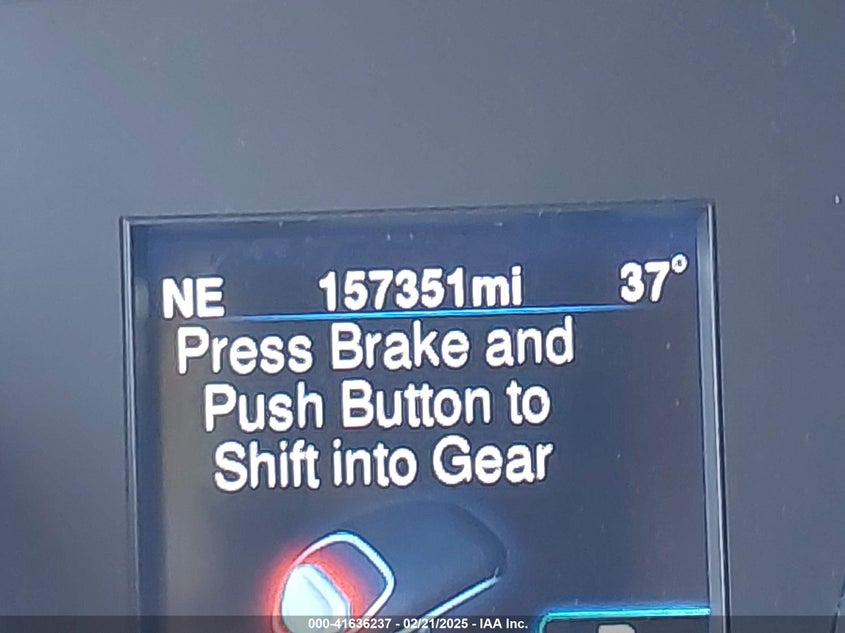 NE 157351mi 37°
Press Brake and
Push Button to
Shift into Gear
000-41636237 - 02/21/2025 - IAA Inc.